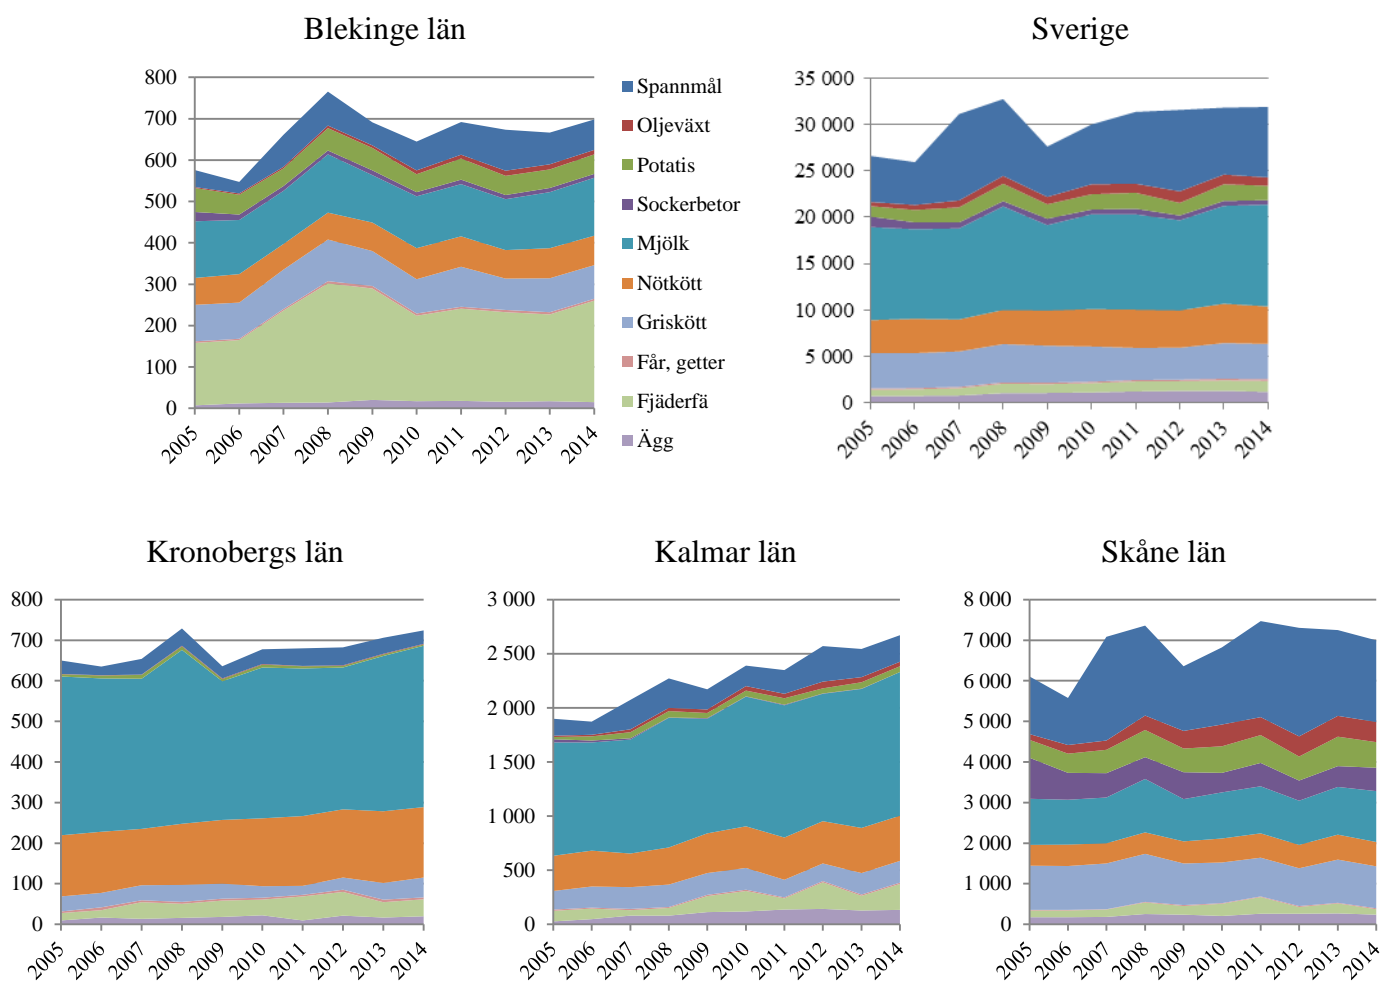 Blekinge län
800
700
600
500
400
300
200
100
0
2005 2006 2007 2008 2009 2010 2011 2012 2013 2014
Spannmål
Oljeväxt
Potatis
Sockerbetor
Mjölk
Nötkött
Griskött
Får, getter
Fjäderfä
Ägg
Sverige
35 000
30 000
25 000
20 000
15 000
10 000
5 000
0
2005 2006 2007 2008 2009 2010 2011 2012 2013 2014
Kronobergs län
800
700
600
500
400
300
200
100
0
2005 2006 2007 2008 2009 2010 2011 2012 2013 2014
Kalmar län
3 000
2 500
2 000
1 500
1 000
500
0
2005 2006 2007 2008 2009 2010 2011 2012 2013 2014
Skåne län
8 000
7 000
6 000
5 000
4 000
3 000
2 000
1 000
0
2005 2006 2007 2008 2009 2010 2011 2012 2013 2014